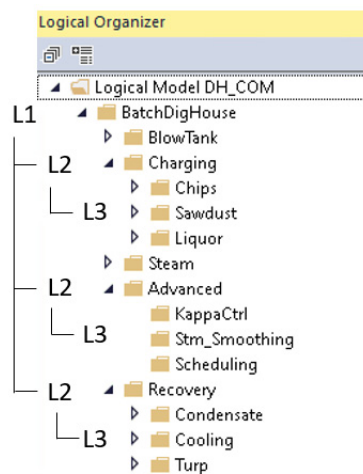 Logical Organizer
Logical Model DH_COM
L1 BatchDigHouse
BlowTank
L2 Charging
Chips
L3 Sawdust
Liquor
Steam
L2 Advanced
KappaCtrl
L3 Stm_Smoothing
Scheduling
L2 Recovery
Condensate
L3 Cooling
Turp